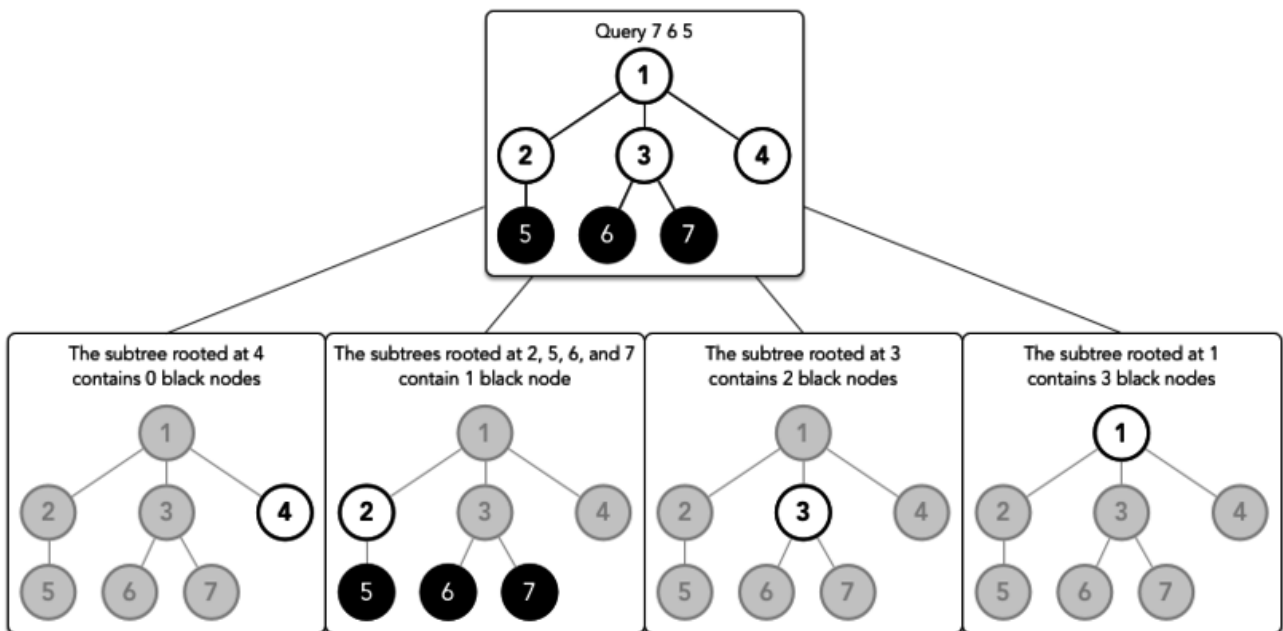 Query 7 6 5
1
2 3 4
5 6 7
The subtree rooted at 4
contains 0 black nodes
1
2 3 4
5 6 7
The subtrees rooted at 2, 5, 6, and 7
contain 1 black node
1
2 3 4
5 6 7
The subtree rooted at 3
contains 2 black nodes
1
2 3 4
5 6 7
The subtree rooted at 1
contains 3 black nodes
1
2 3 4
5 6 7